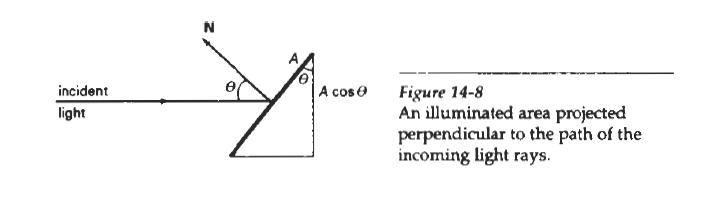 N
A
θ
θ
A cos θ
incident
light
Figure 14-8
An illuminated area projected
perpendicular to the path of the
incoming light rays.